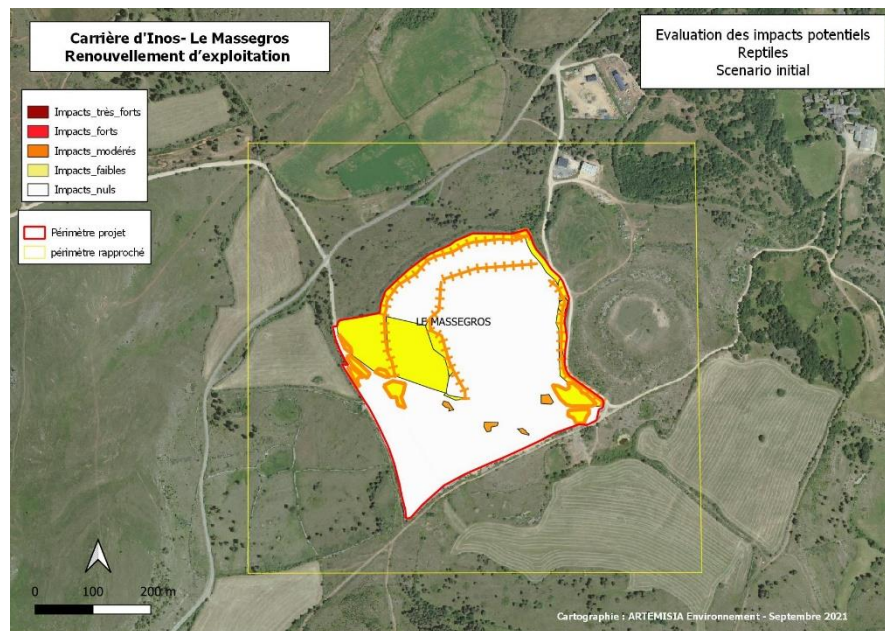 Carrière d'Inos- Le Massegros
Renouvellement d'exploitation
Evaluation des impacts potentiels
Reptiles
Scenario initial
Impacts_très_forts
Impacts_forts
Impacts_modérés
Impacts_faibles
Impacts_nuls
Périmètre projet
périmètre rapproché
LE MASSEGROS
0 100 200 m
Cartographie : ARTEMISIA Environnement - Septembre 2021